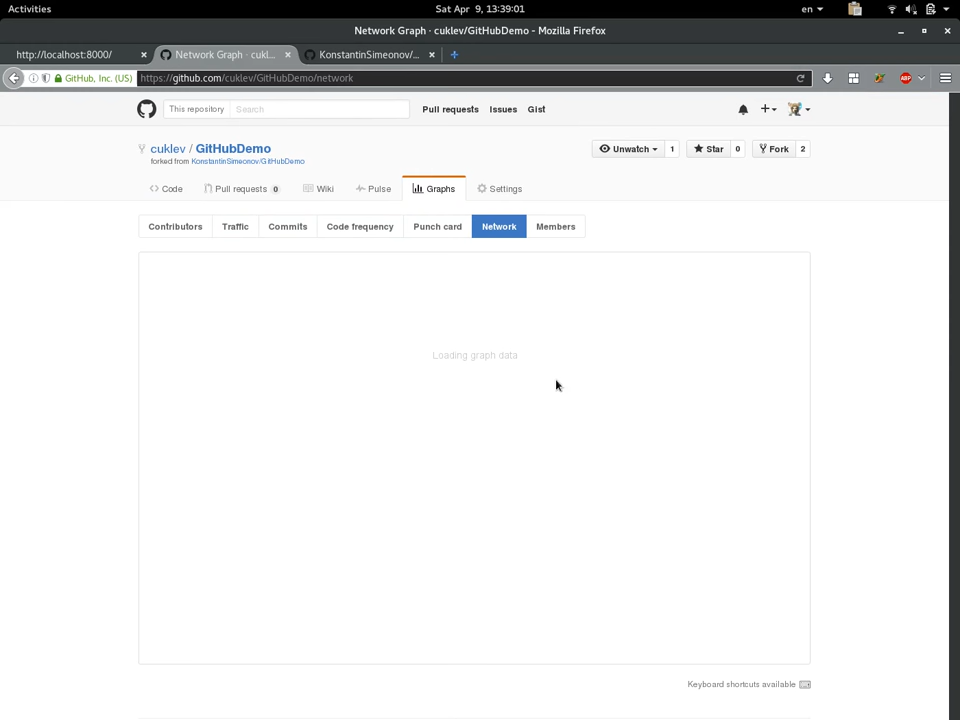 Activities
Sat Apr 9, 13:39:01
en
Network Graph · cuklev/GitHubDemo - Mozilla Firefox
http://localhost:8000/
Network Graph · cukl...
KonstantinSimeonov/...
GitHub, Inc. (US)
https://github.com/cuklev/GitHubDemo/network
ABP
This repository
Search
Pull requests
Issues
Gist
cuklev / GitHubDemo
forked from KonstantinSimeonov/GitHubDemo
Unwatch
1
Star
0
Fork
2
Code
Pull requests 0
Wiki
Pulse
Graphs
Settings
Contributors
Traffic
Commits
Code frequency
Punch card
Network
Members
Loading graph data
Keyboard shortcuts available